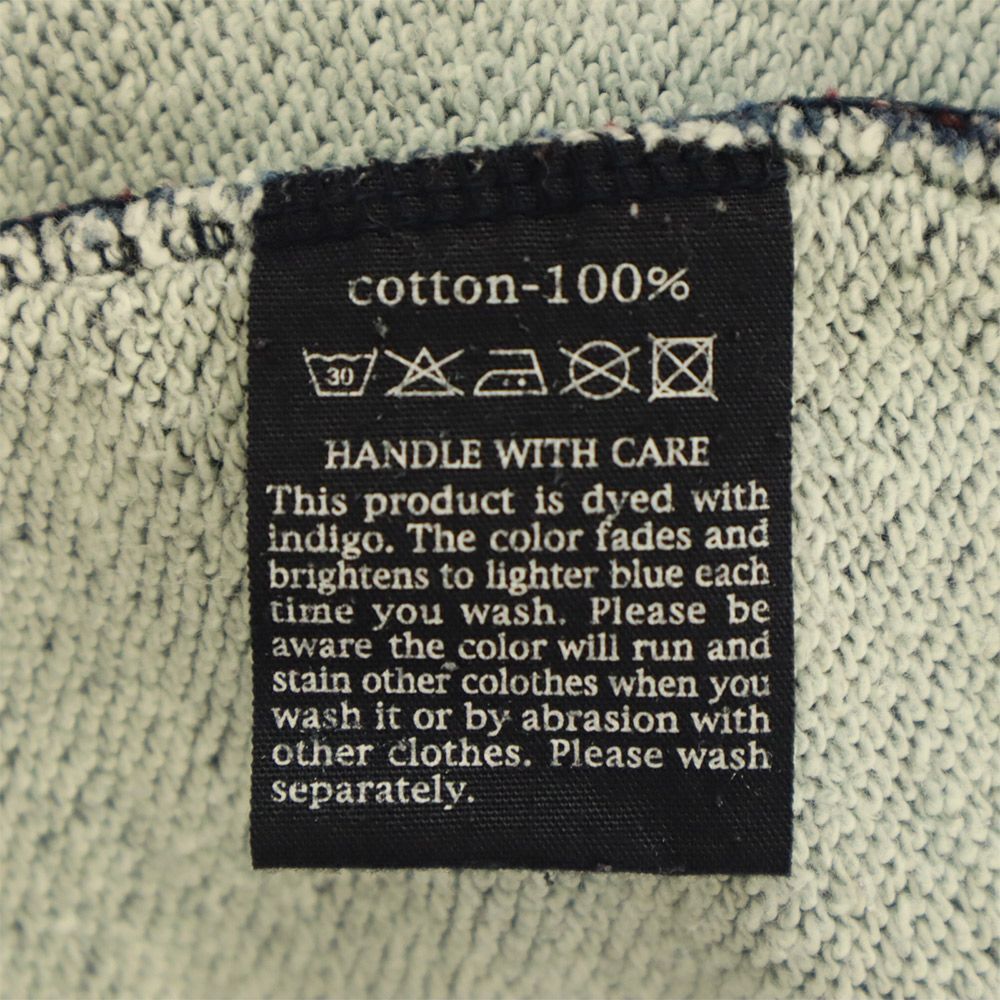 cotton-100%
30
HANDLE WITH CARE
This product is dyed with
indigo. The color fades and
brightens to lighter blue each
time you wash. Please be
aware the color will run and
stain other colothes when you
wash it or by abrasion with
other clothes. Please wash
separately.